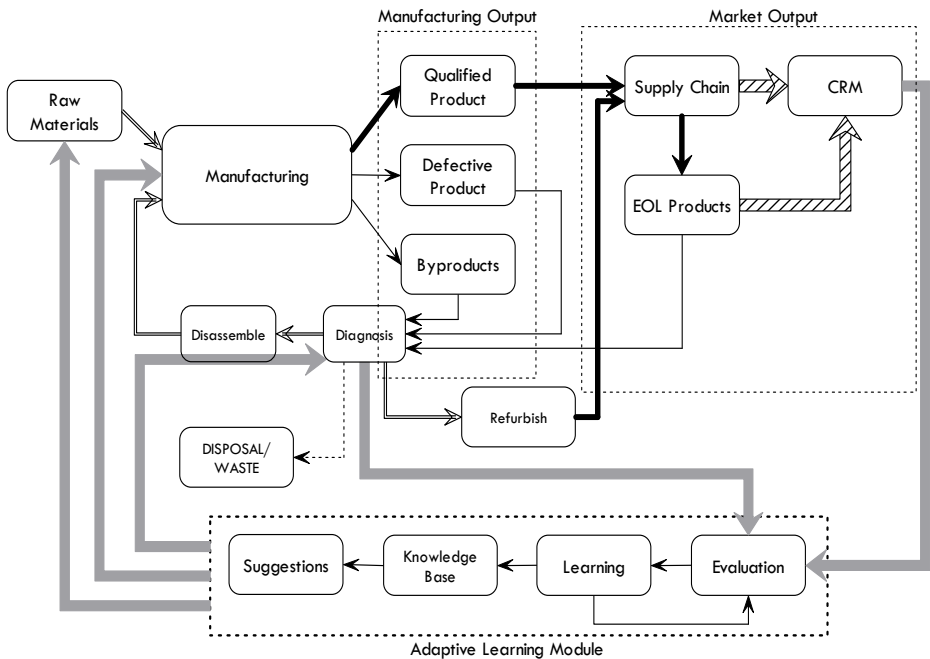 Manufacturing Output
Market Output
Raw
Materials
Manufacturing
Qualified
Product
Defective
Product
Byproducts
Supply Chain
CRM
EOL Products
Disassemble
Diagnosis
Refurbish
DISPOSAL/
WASTE
Suggestions
Knowledge
Base
Learning
Evaluation
Adaptive Learning Module